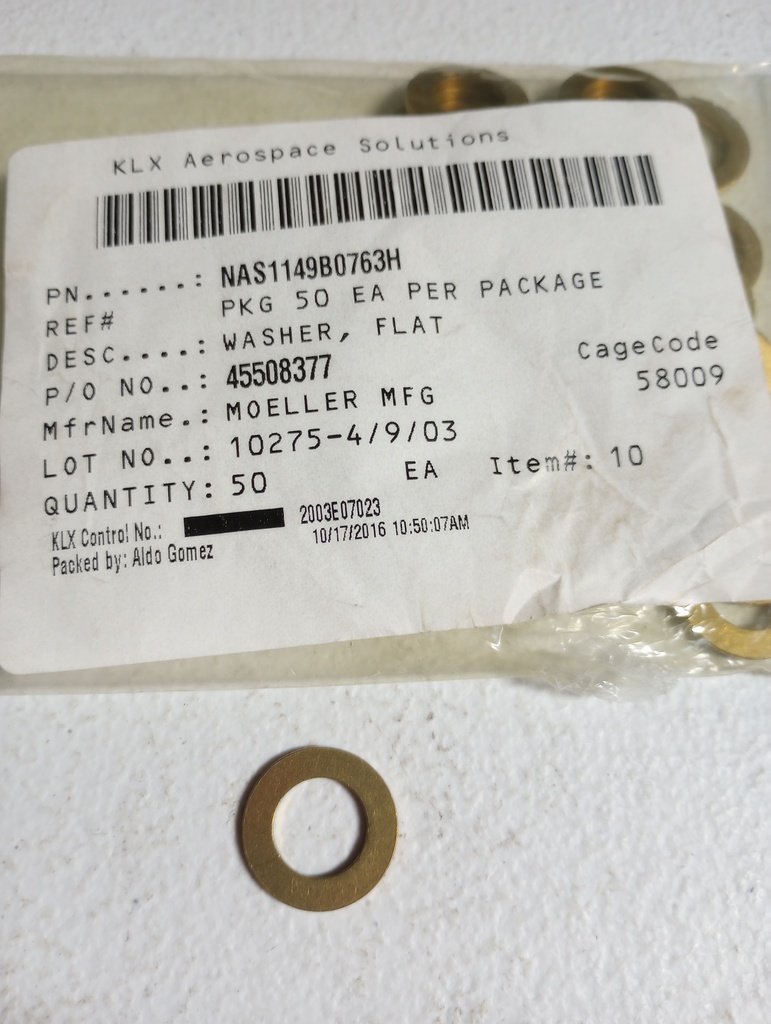 KLX Aerospace Solutions
PN......: NAS1149B0763H
REF# PKG 50 EA PER PACKAGE
DESC....: WASHER, FLAT
P/O NO..: 45508377
CageCode
MfrName.: MOELLER MFG
58009
LOT NO..: 10275-4/9/03
QUANTITY: 50 EA Item#: 10
KLX Control No.: 2003E07023
Packed by: Aldo Gomez 10/17/2016 10:50:07AM